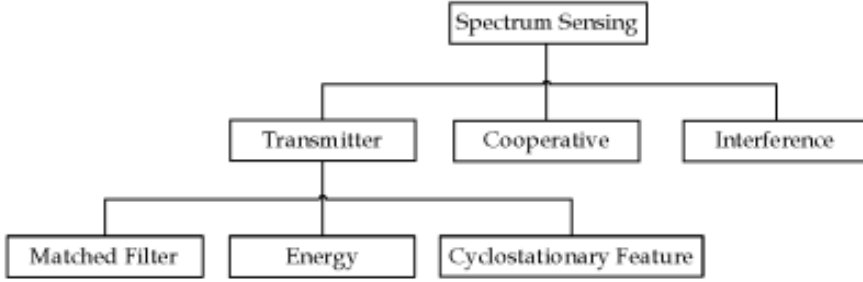 Spectrum Sensing
Transmitter
Cooperative
Interference
Matched Filter
Energy
Cyclostationary Feature